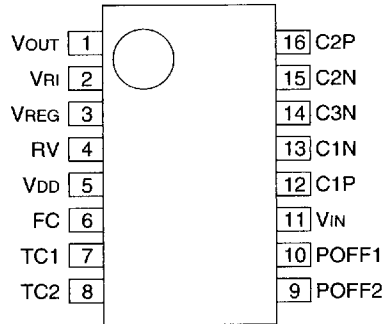 VOUT 1 16 C2P
VRI 2 15 C2N
VREG 3 14 C3N
RV 4 13 C1N
VDD 5 12 C1P
FC 6 11 VIN
TC1 7 10 POFF1
TC2 8 9 POFF2